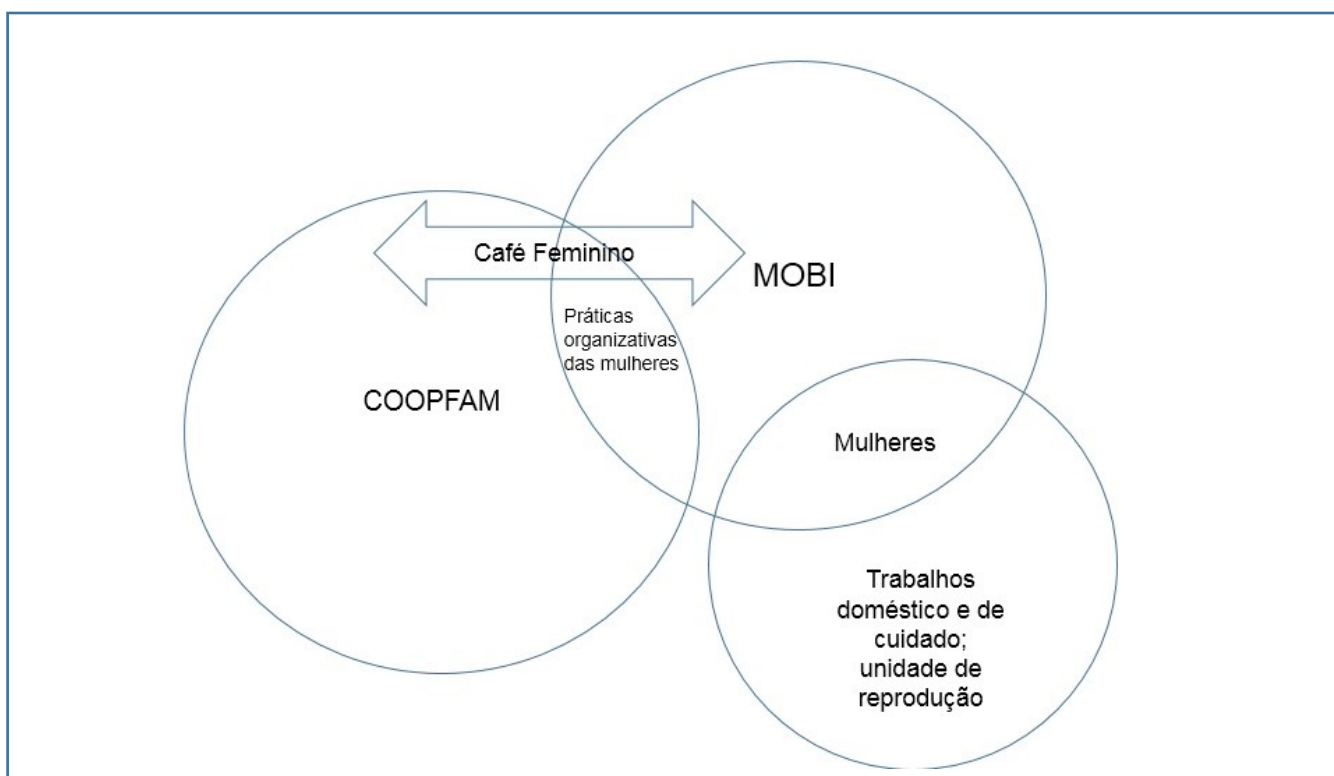 Café Feminino
MOBI
Práticas
organizativas
das mulheres
COOPFAM
Mulheres
Trabalhos
doméstico e de
cuidado;
unidade de
reprodução